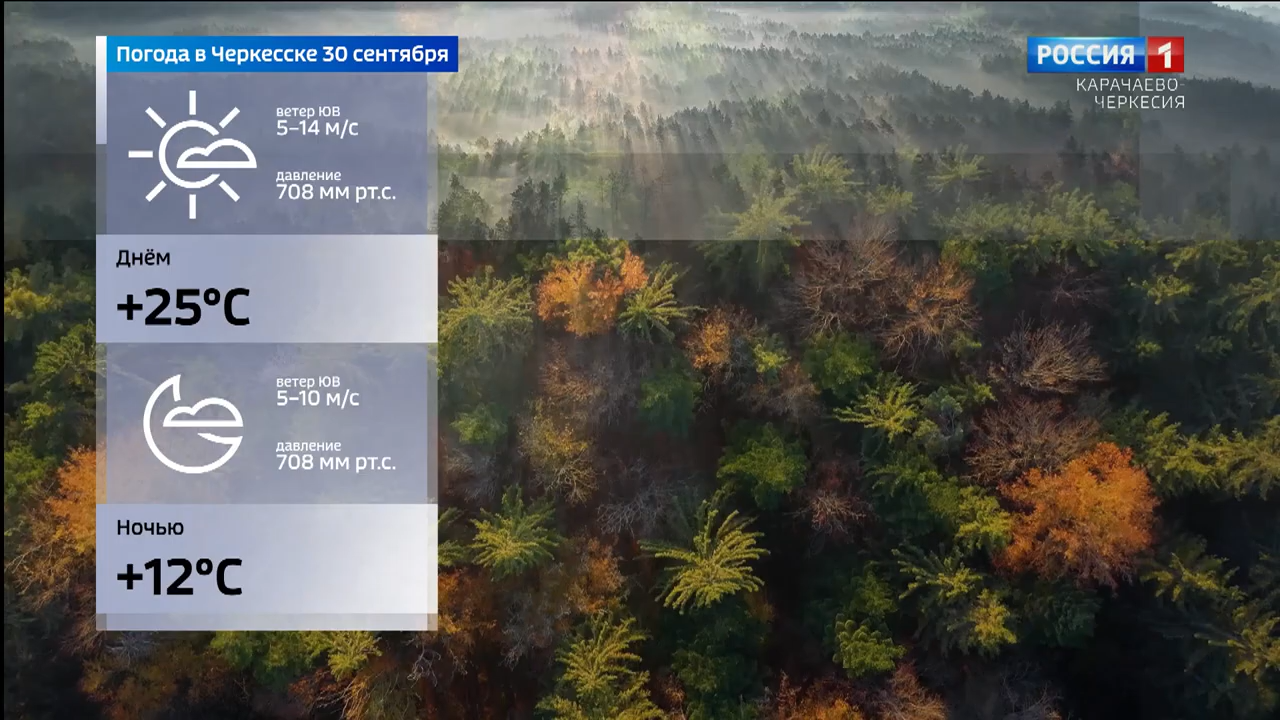 Погода в Черкесске 30 сентября
РОССИЯ 1
КАРАЧАЕВО-
ЧЕРКЕСИЯ
ветер ЮВ
5–14 м/с
давление
708 мм рт.с.
Днём
+25°C
ветер ЮВ
5–10 м/с
давление
708 мм рт.с.
Ночью
+12°C